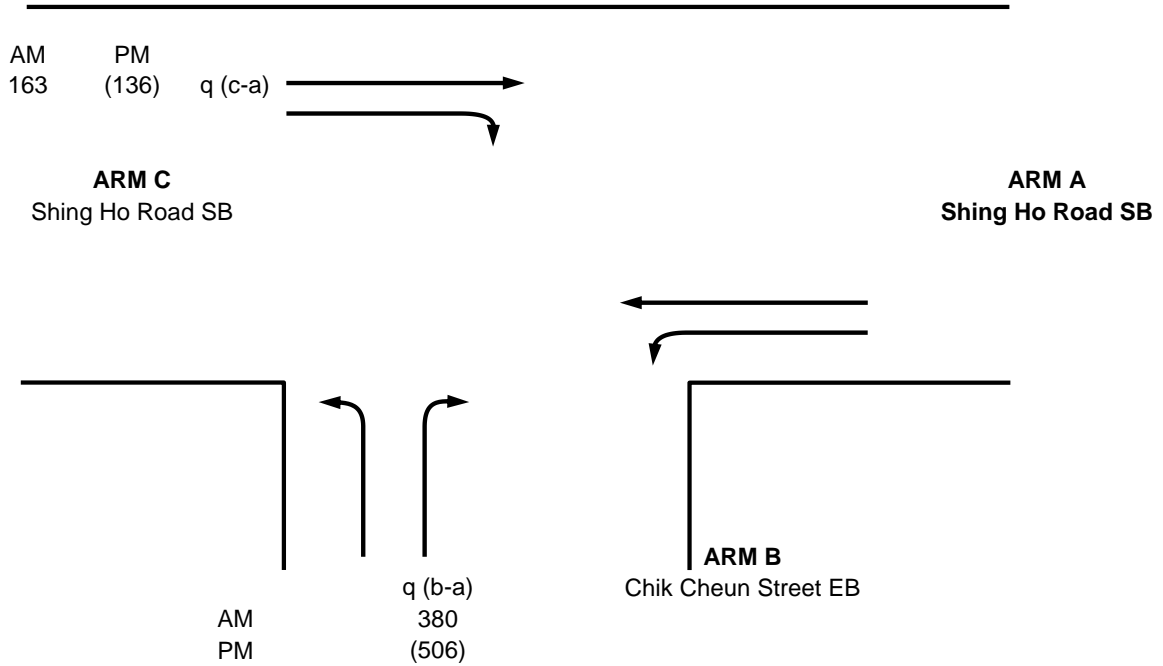 AM PM
163 (136) q (c-a)
ARM C
Shing Ho Road SB
ARM A
Shing Ho Road SB
ARM B
Chik Cheun Street EB
q (b-a)
AM 380
PM (506)